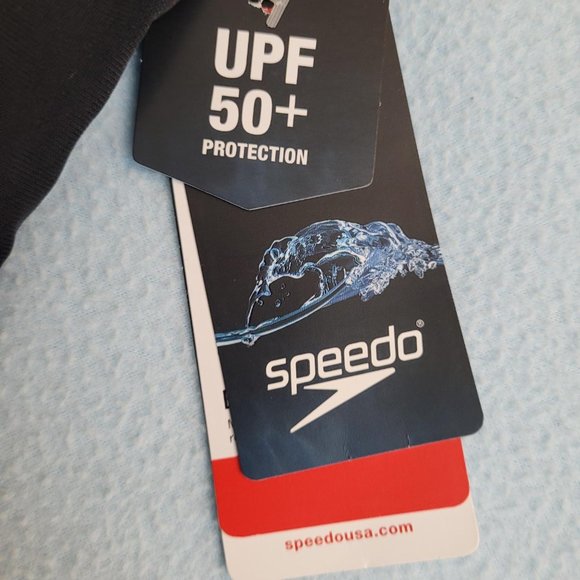 UPF
50+
PROTECTION
speedo®
speedousa.com